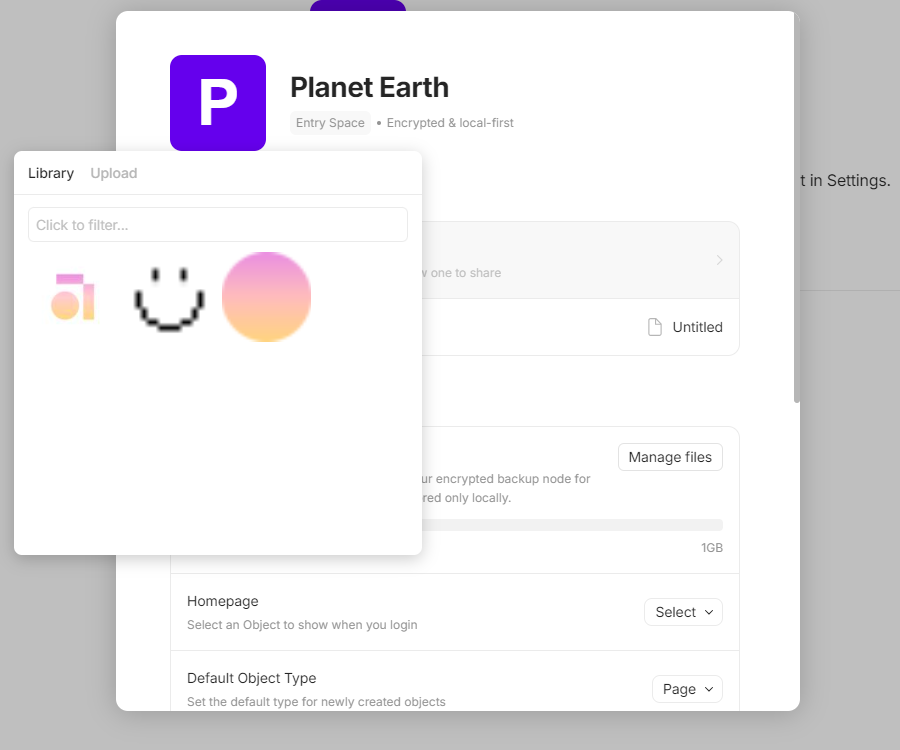 P
Planet Earth
Entry Space • Encrypted & local-first
t in Settings.
Library Upload
Click to filter...
one to share
Untitled
Manage files
encrypted backup node for
only locally.
1GB
Homepage
Select an Object to show when you login
Select
Default Object Type
Set the default type for newly created objects
Page